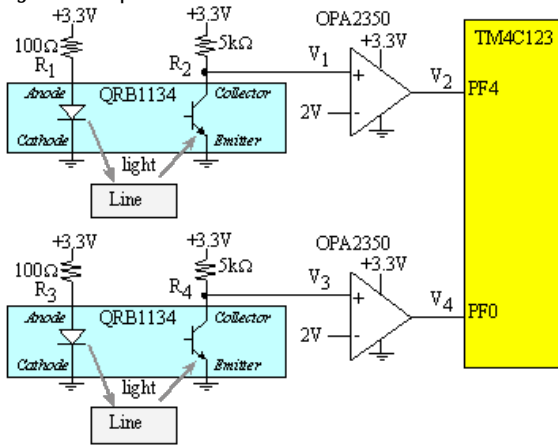 OPA2350
+3.3V
+3.3V
+3.3V
TM4C123
100Ω
R1
5kΩ
R2
V1
V2
PF4
Anode
QRB1134
Collector
+
2V
-
Cathode
Emitter
light
Line
+3.3V
+3.3V
OPA2350
+3.3V
100Ω
R3
5kΩ
R4
V3
V4
PF0
Anode
QRB1134
Collector
+
2V
-
Cathode
Emitter
light
Line